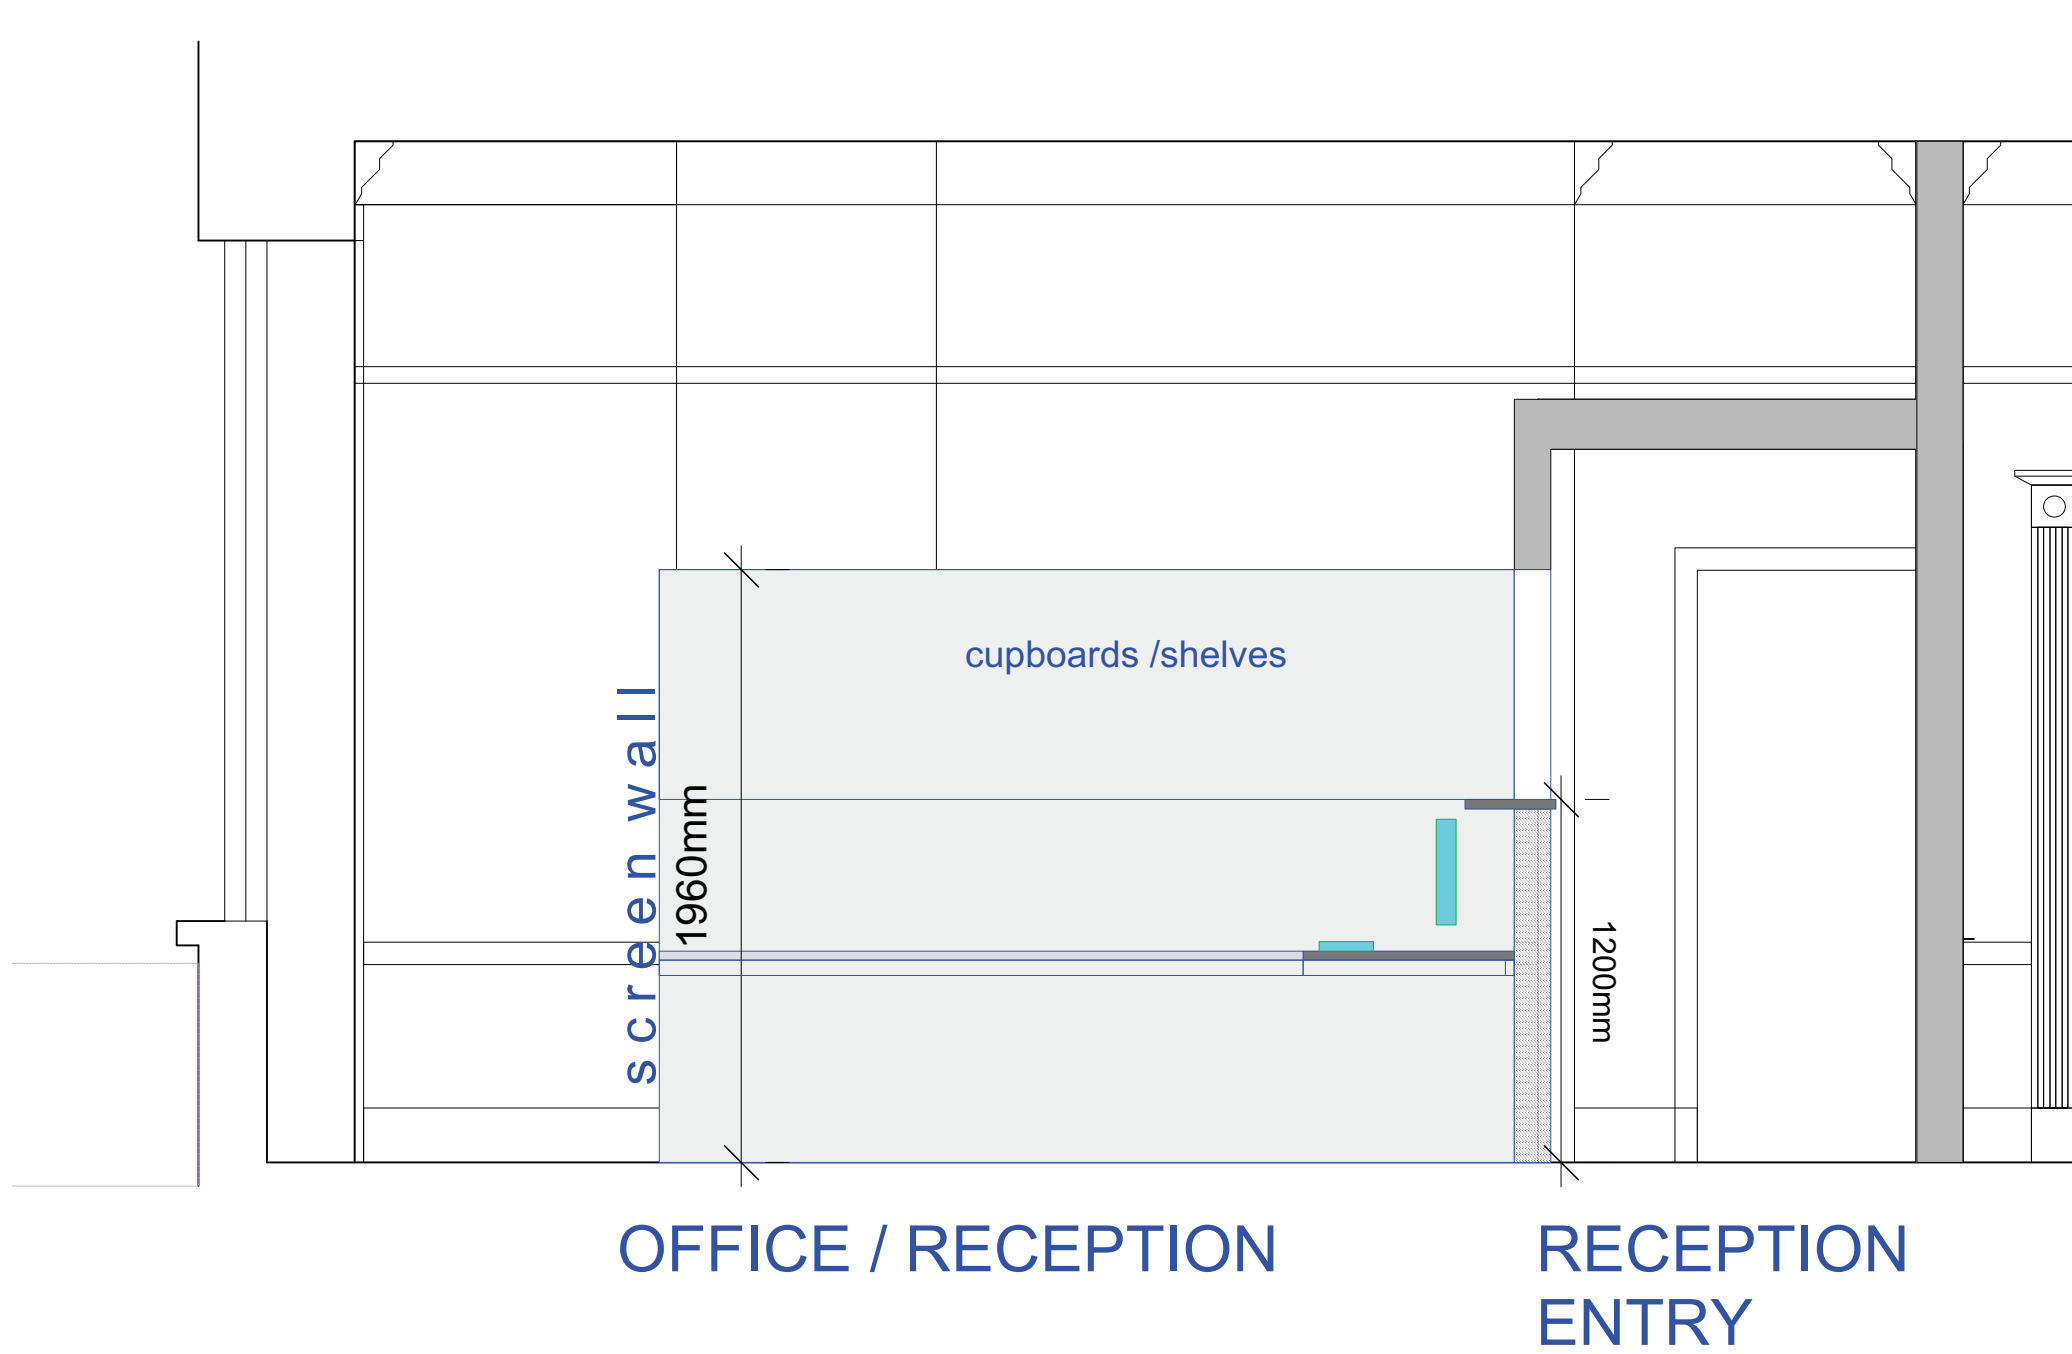 cupboards /shelves
screen wall
1960mm
1200mm
OFFICE / RECEPTION
RECEPTION
ENTRY